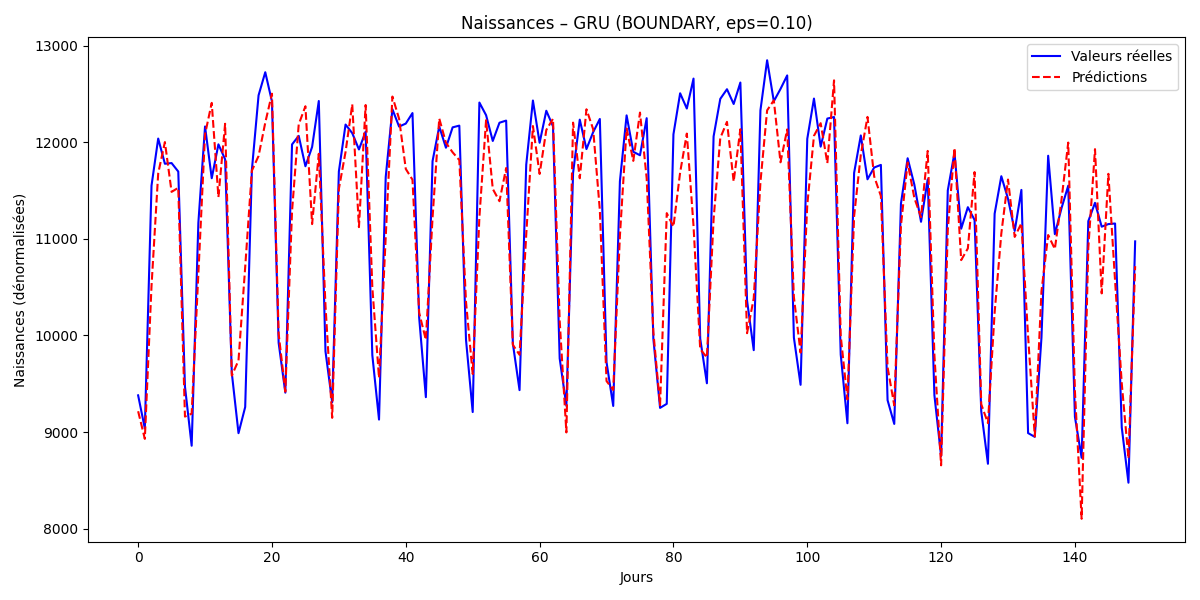 Naissances – GRU (BOUNDARY, eps=0.10)
Valeurs réelles
Prédictions
Naissances (dénormalisées)
13000
12000
11000
10000
9000
8000
0 20 40 60 80 100 120 140
Jours